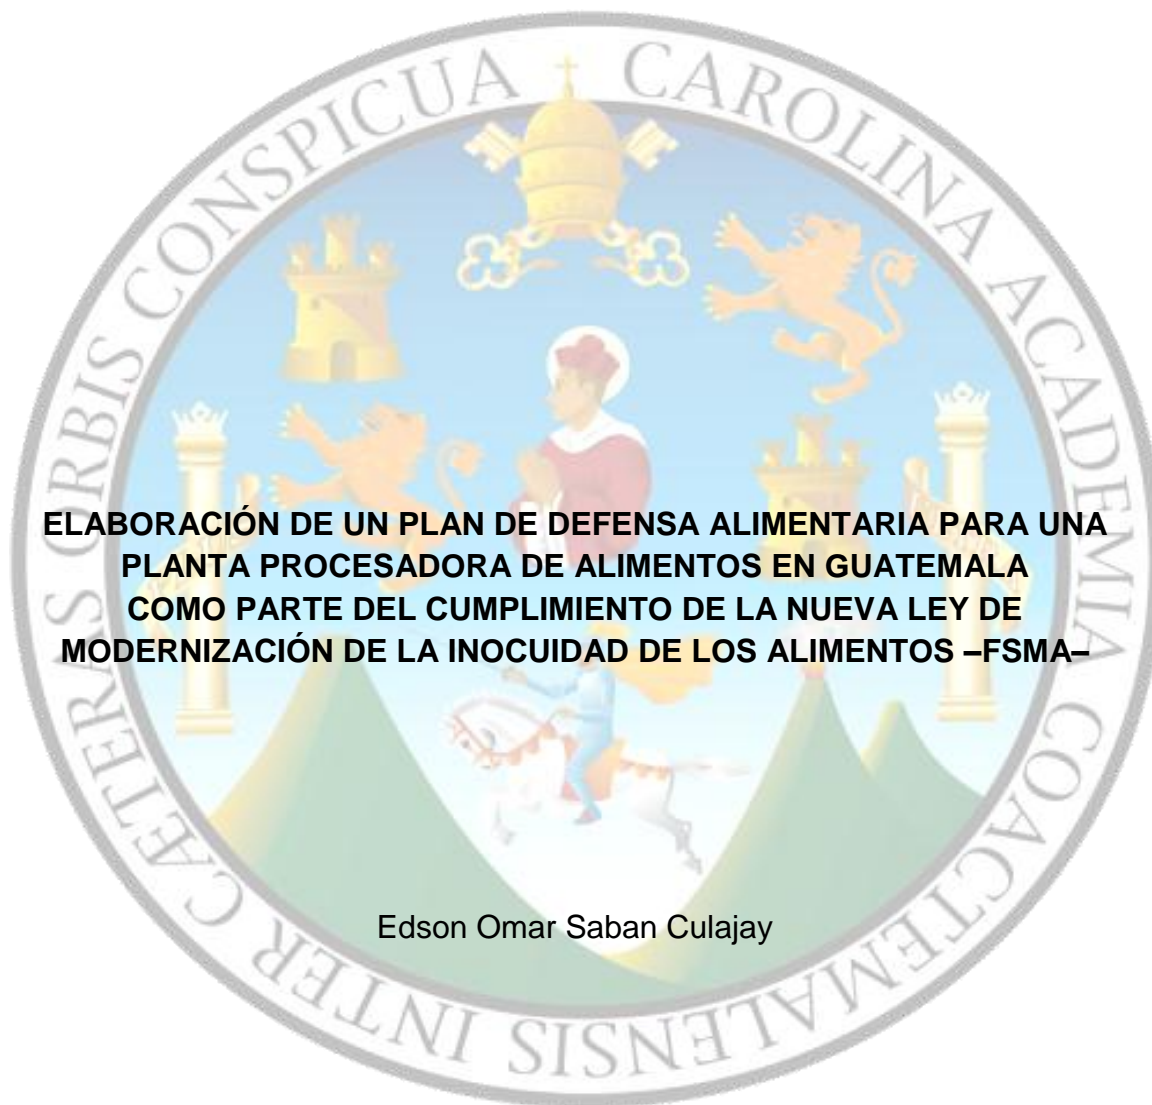 CAROLINA ACADEMIA COACTEMALENSIS INTER CÆTERAS ORBIS CONSPICUA
ELABORACIÓN DE UN PLAN DE DEFENSA ALIMENTARIA PARA UNA
PLANTA PROCESADORA DE ALIMENTOS EN GUATEMALA
COMO PARTE DEL CUMPLIMIENTO DE LA NUEVA LEY DE
MODERNIZACIÓN DE LA INOCUIDAD DE LOS ALIMENTOS –FSMA–
Edson Omar Saban Culajay